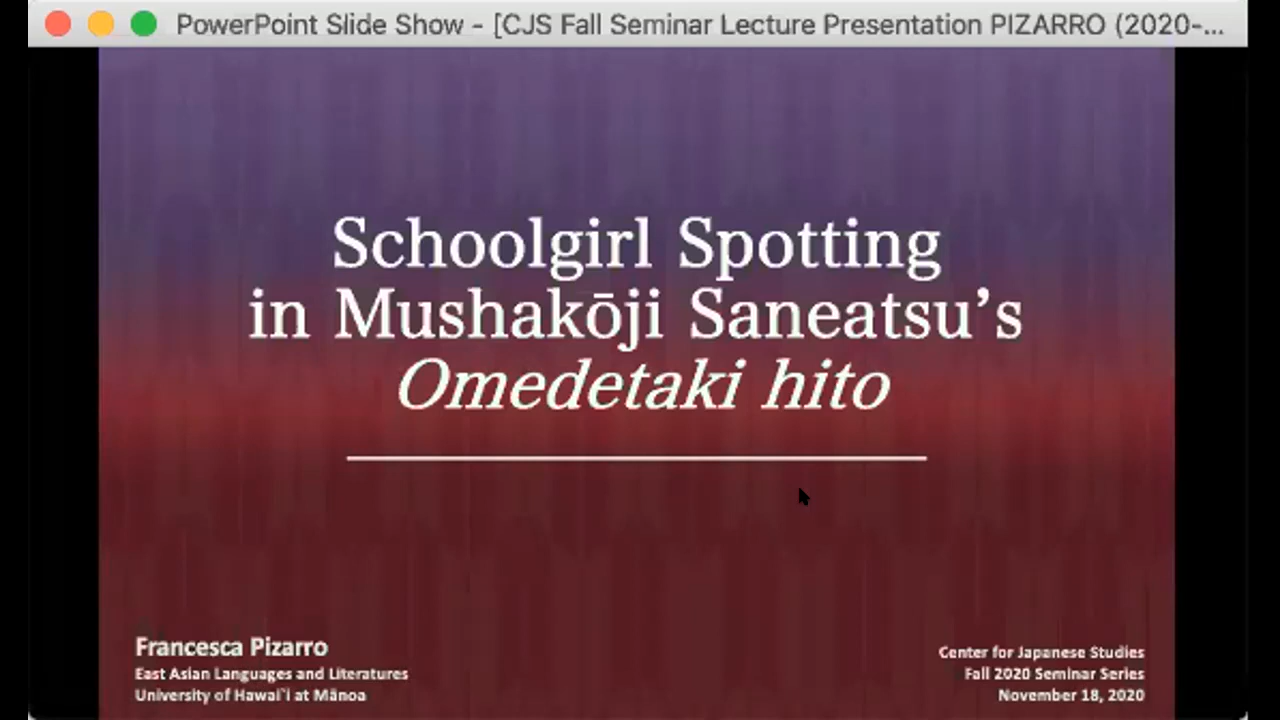 PowerPoint Slide Show - [CJS Fall Seminar Lecture Presentation PIZARRO (2020-...
Schoolgirl Spotting
in Mushakōji Saneatsu’s
Omedetaki hito
Francesca Pizarro
East Asian Languages and Literatures
University of Hawai`i at Mānoa
Center for Japanese Studies
Fall 2020 Seminar Series
November 18, 2020